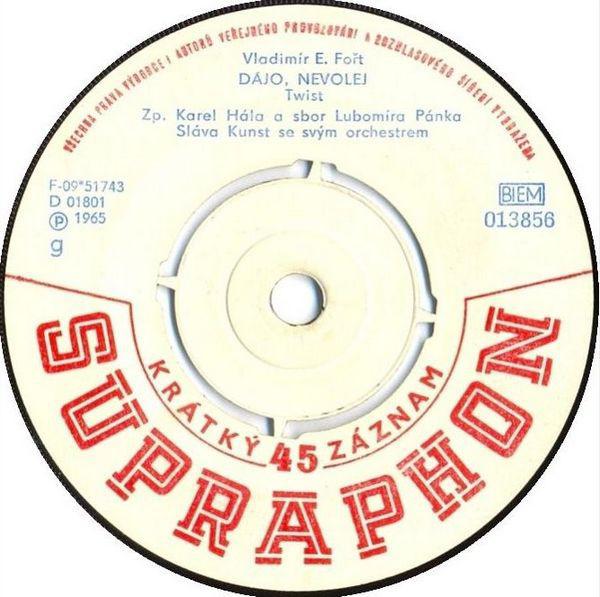 VŠECHNA PRÁVA VÝROBCE I AUTORŮ VEŘEJNÉHO PROVOZOVÁNÍ A ROZHLASOVÉHO ŠÍŘENÍ VYHRAZENA
Vladimír E. Fořt
DÁJO, NEVOLEJ
Twist
Zp. Karel Hála a sbor Lubomíra Pánka
Sláva Kunst se svým orchestrem
F-09*51743
D 01801
Ⓟ 1965
g
BIEM
013856
KRÁTKÝ 45 ZÁZNAM
SUPRAPHON